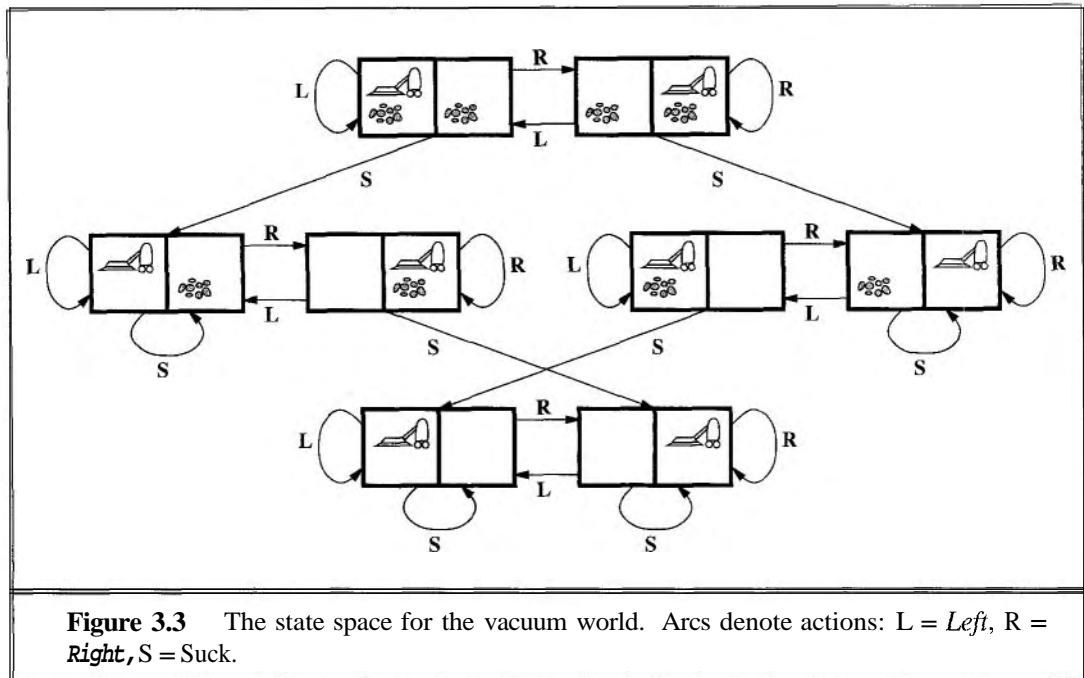 R
L
R
L
S
S
R
R
L
R
L
R
L
L
S
S
S
S
R
L
R
L
S
S
Figure 3.3 The state space for the vacuum world. Arcs denote actions: L = Left, R =
Right, S = Suck.